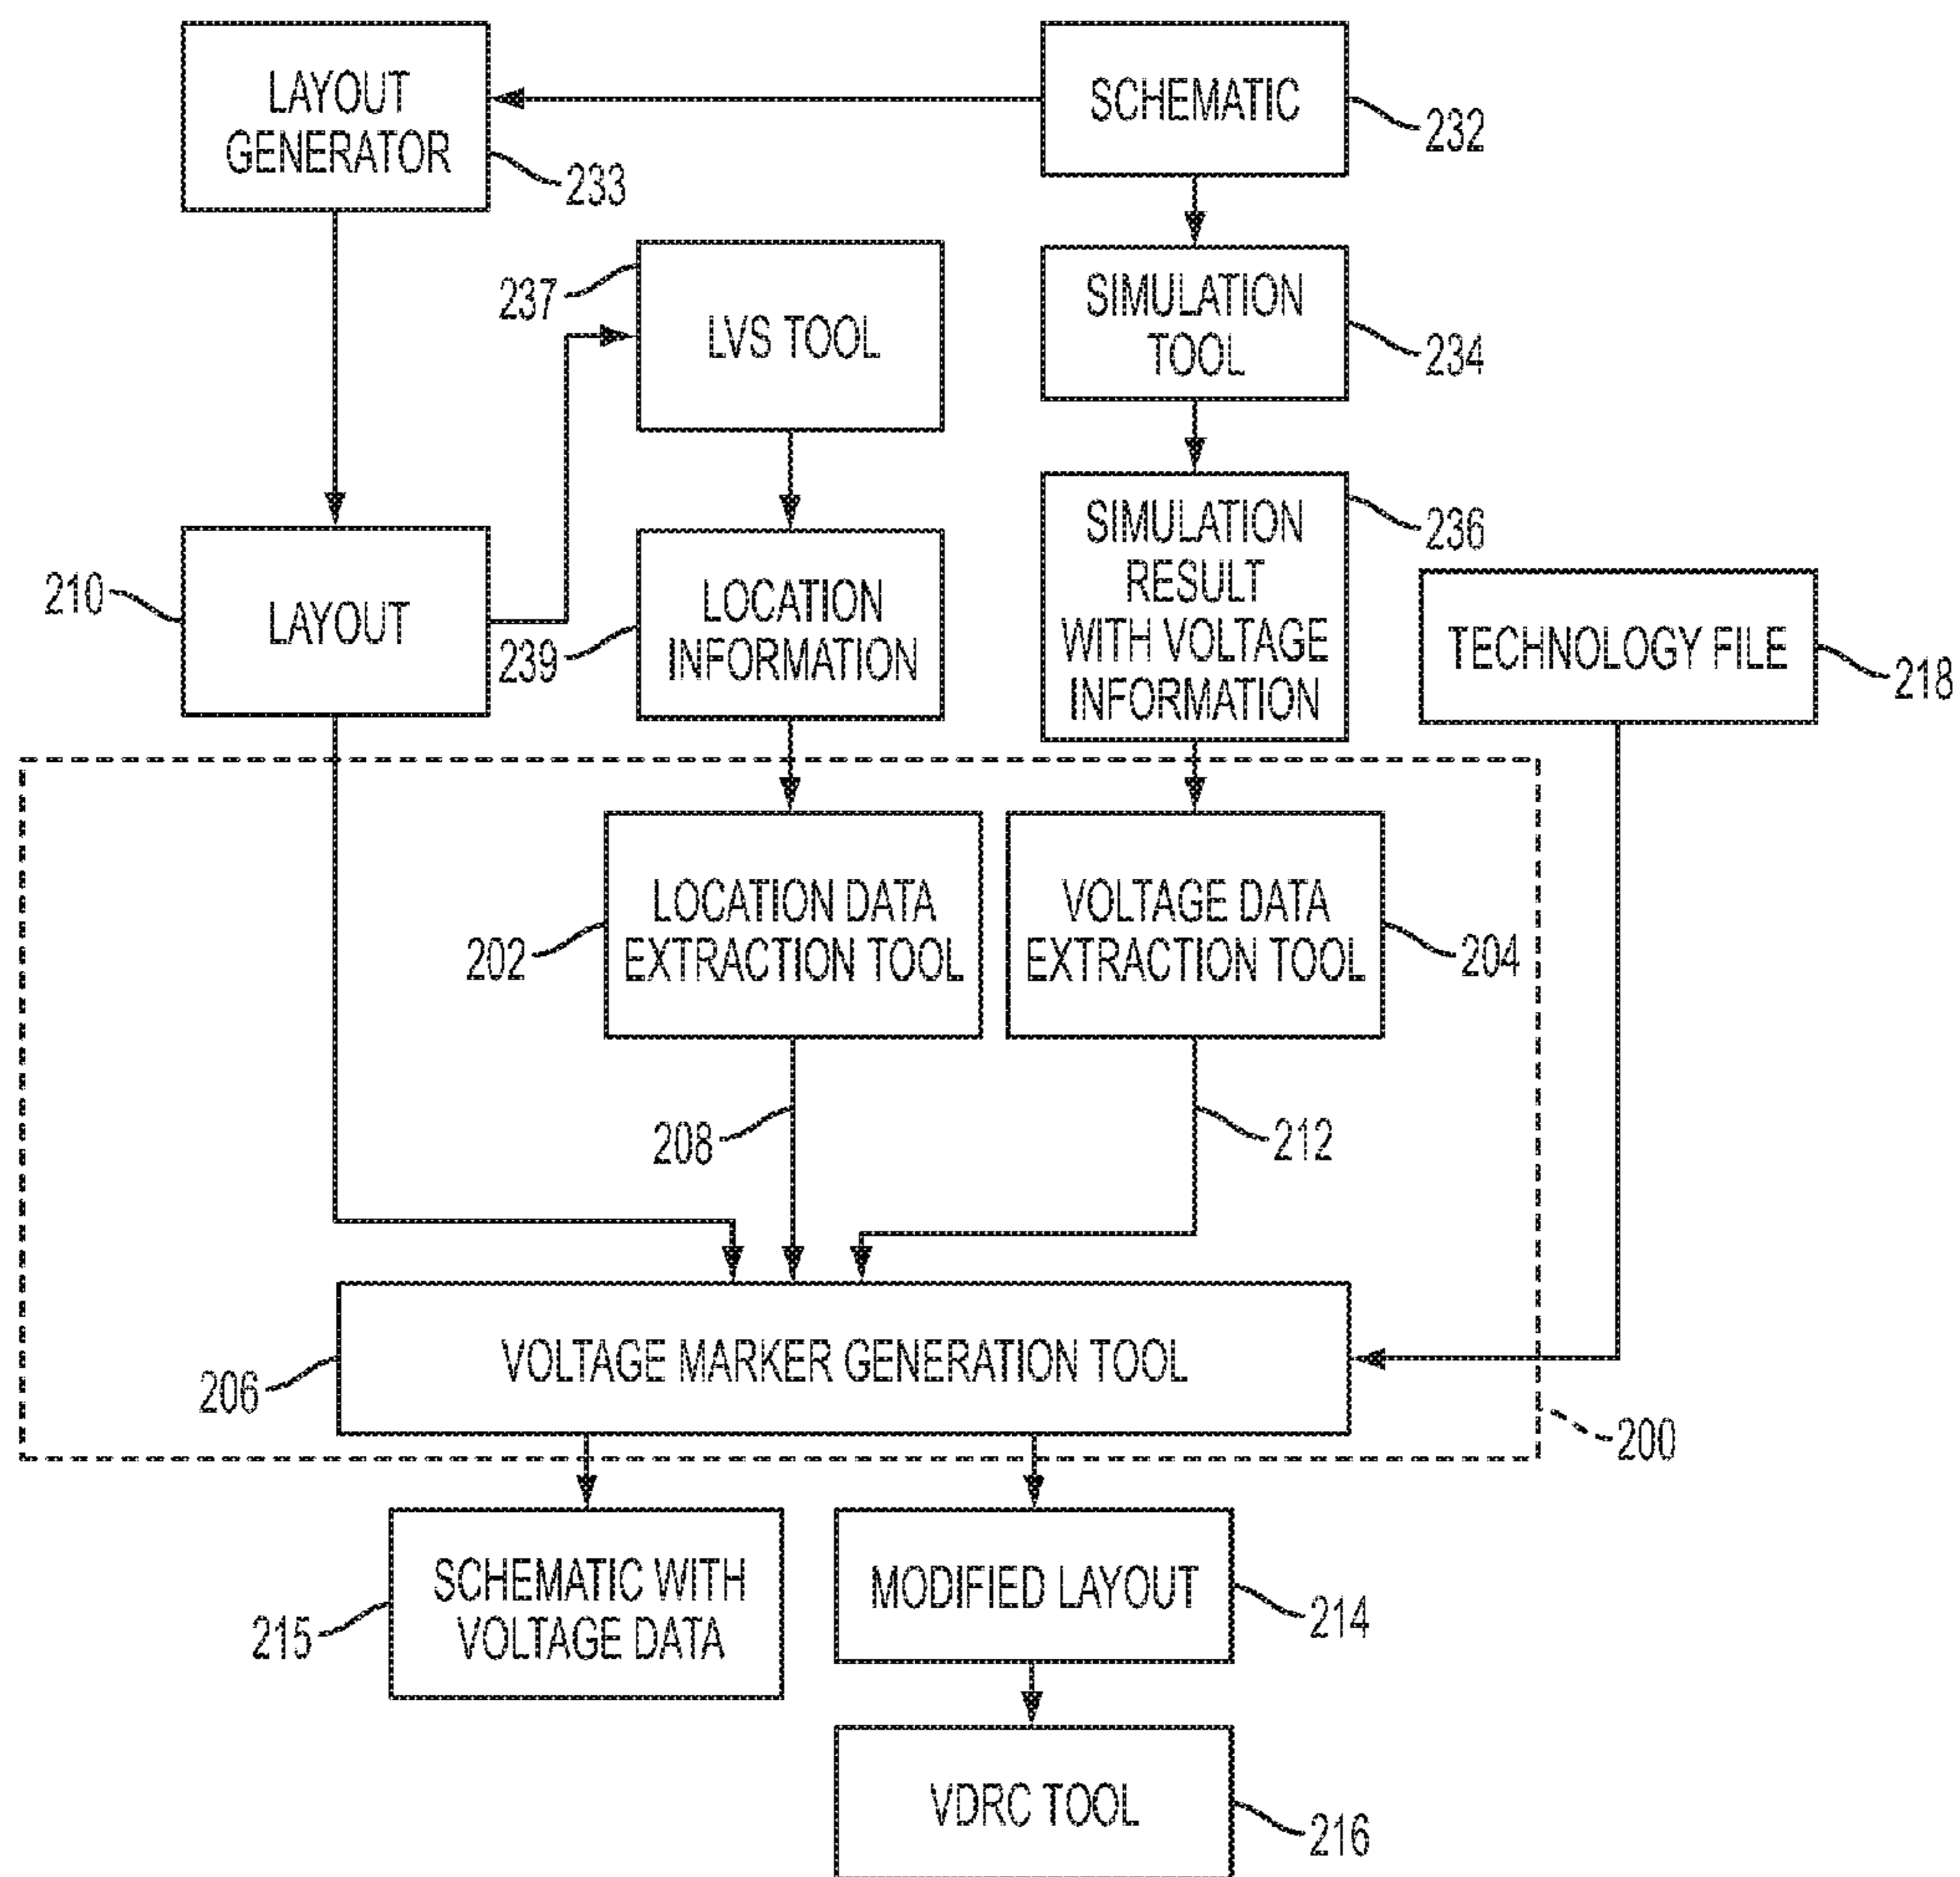 LAYOUT
GENERATOR
233
SCHEMATIC
232
237
LVS TOOL
SIMULATION
TOOL
234
210
LAYOUT
239
LOCATION
INFORMATION
SIMULATION
RESULT
WITH VOLTAGE
INFORMATION
236
TECHNOLOGY FILE
218
202
LOCATION DATA
EXTRACTION TOOL
VOLTAGE DATA
EXTRACTION TOOL
204
208
212
206
VOLTAGE MARKER GENERATION TOOL
200
215
SCHEMATIC WITH
VOLTAGE DATA
MODIFIED LAYOUT
214
VDRC TOOL
216